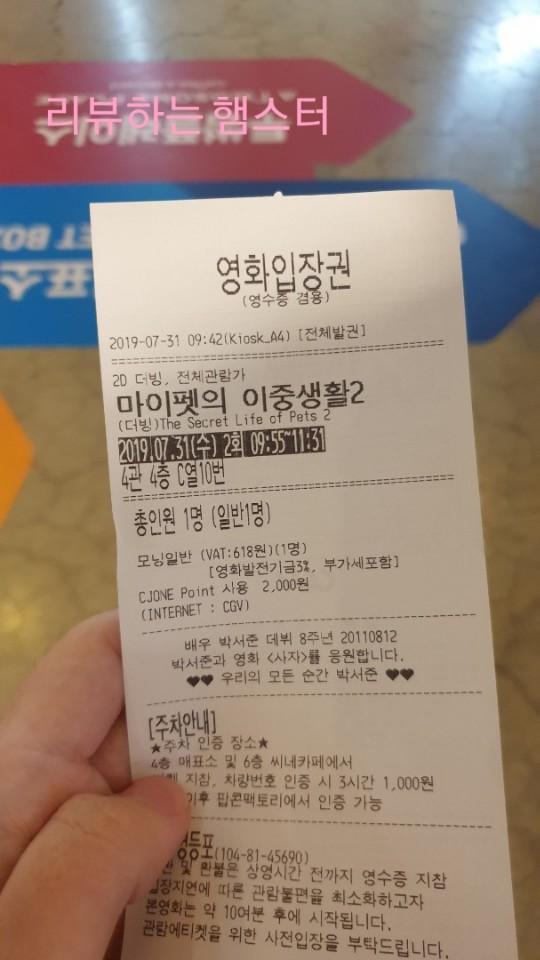 리뷰하는햄스터
ET BO
표소
영화입장권
(영수증 겸용)
2019-07-31 09:42(Kiosk_A4) [전체발권]
2D 더빙, 전체관람가
마이펫의 이중생활2
(더빙)The Secret Life of Pets 2
2019.07.31(수) 2회 09:55~11:31
4관 4층 C열10번
총인원 1명 (일반1명)
모닝일반 (VAT:618원)(1명)
[영화발전기금3%, 부가세포함]
CJONE Point 사용 2,000원
(INTERNET : CGV)
배우 박서준 데뷔 8주년 20110812
박서준과 영화 <사자>를 응원합니다.
♥♥ 우리의 모든 순간 박서준 ♥♥
[주차안내]
★주차 인증 장소★
4층 매표소 및 6층 씨네카페에서
지참, 차량번호 인증 시 3시간 1,000원
이후 팝콘팩토리에서 인증 가능
영등포(104-81-45690)
및 환불은 상영시간 전까지 영수증 지참
입장지연에 따른 관람불편을 최소화하고자
본영화는 약 10여분 후에 시작됩니다.
관람에티켓을 위한 사전입장을 부탁드립니다.